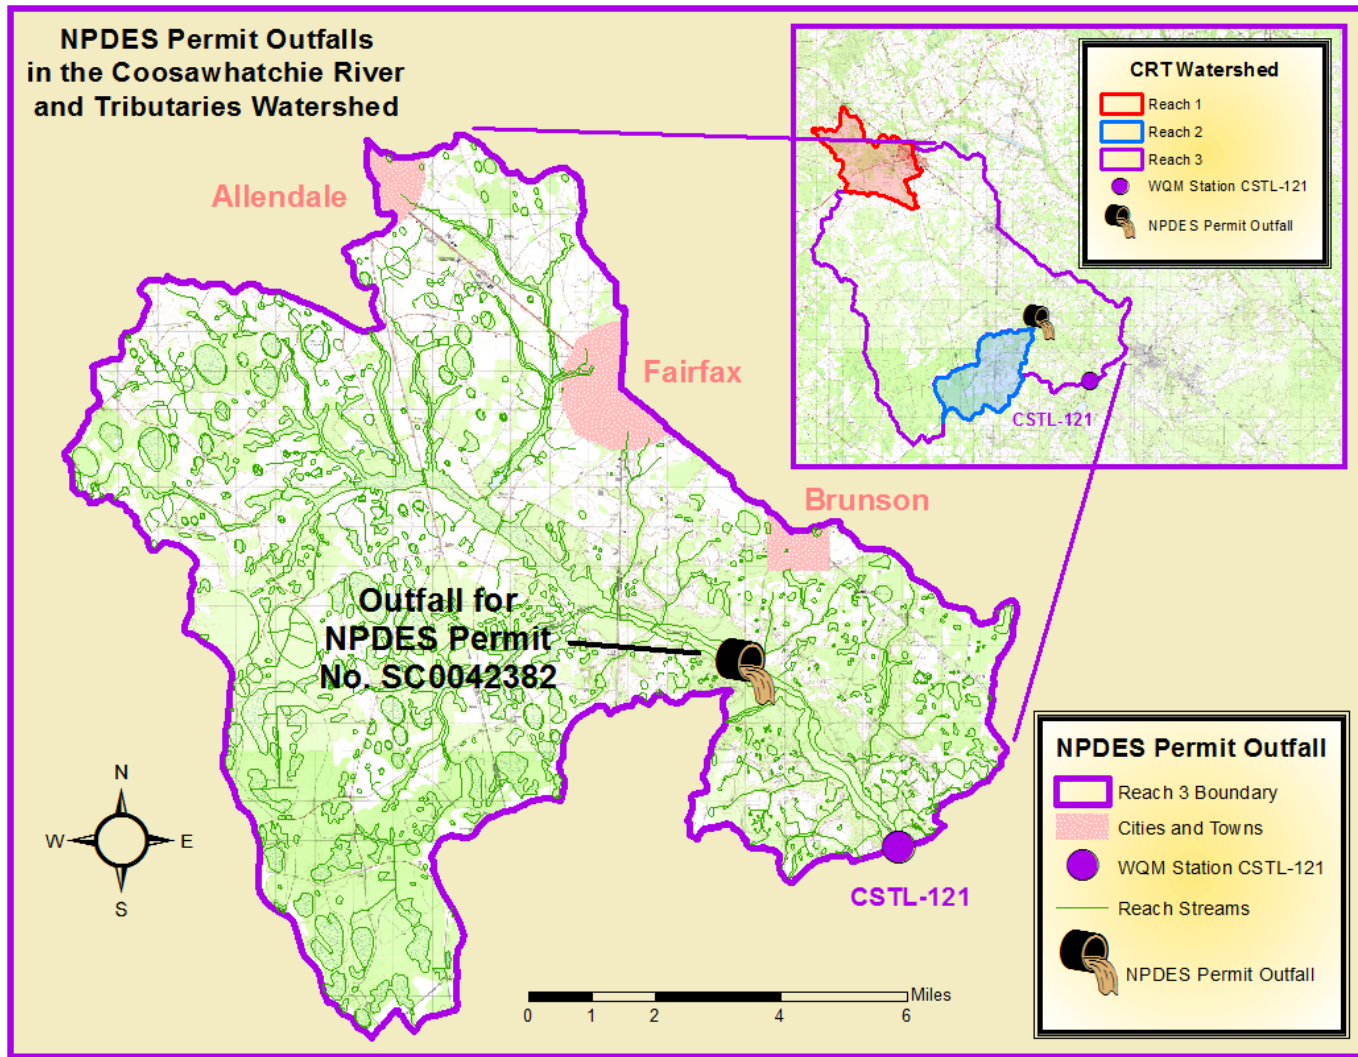 NPDES Permit Outfalls
in the Coosawhatchie River
and Tributaries Watershed
CRT Watershed
Reach 1
Reach 2
Reach 3
WQM Station CSTL-121
NPDES Permit Outfall
CSTL-121
Allendale
Fairfax
Brunson
Outfall for
NPDES Permit
No. SC0042382
N
W E
S
CSTL-121
NPDES Permit Outfall
Reach 3 Boundary
Cities and Towns
WQM Station CSTL-121
Reach Streams
NPDES Permit Outfall
Miles
0 1 2 4 6